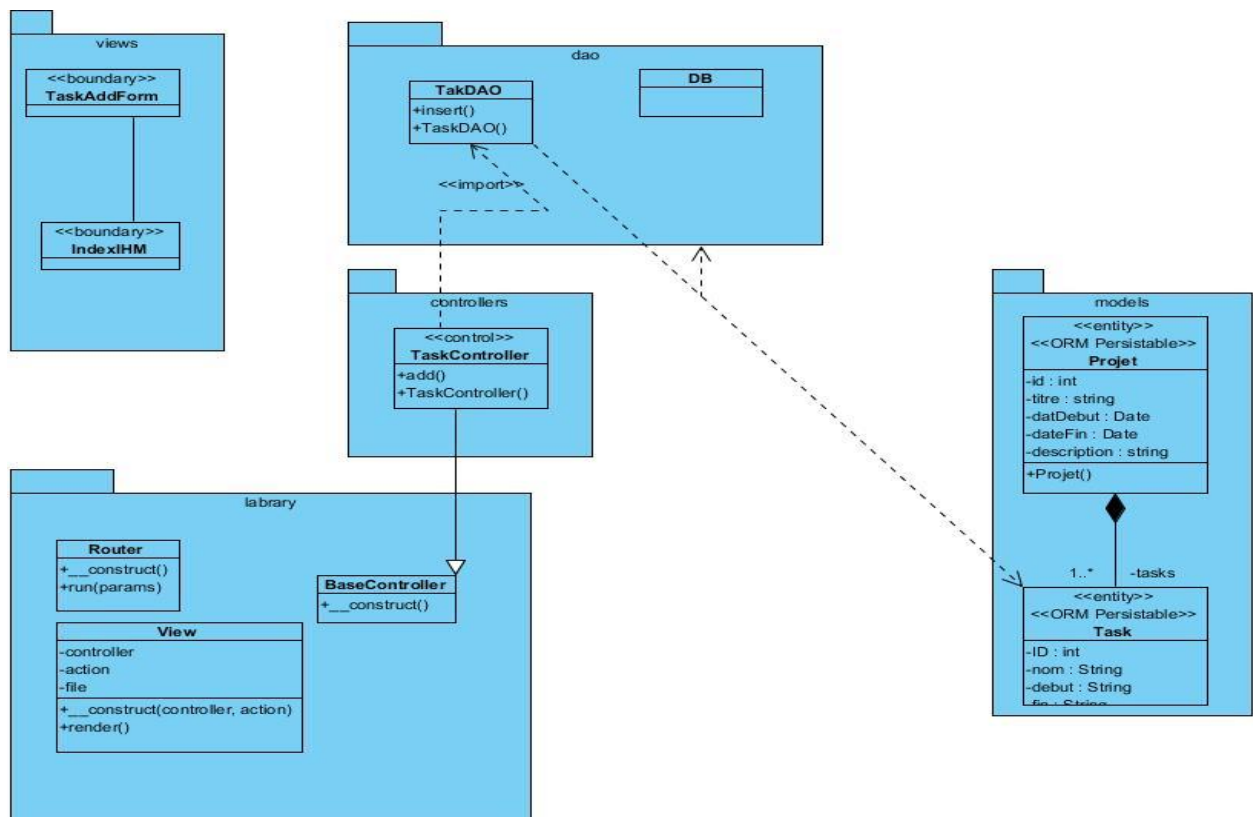 views
<<boundary>>
TaskAddForm
<<boundary>>
IndexIHM
dao
TakDAO
+insert()
+TaskDAO()
DB
<<import>>
controllers
<<control>>
TaskController
+add()
+TaskController()
labrary
Router
+__construct()
+run(params)
BaseController
+__construct()
View
-controller
-action
-file
+__construct(controller, action)
+render()
models
<<entity>>
<<ORM Persistable>>
Projet
-id : int
-titre : string
-datDebut : Date
-dateFin : Date
-description : string
+Projet()
1..* -tasks
<<entity>>
<<ORM Persistable>>
Task
-ID : int
-nom : String
-debut : String
-fin : String